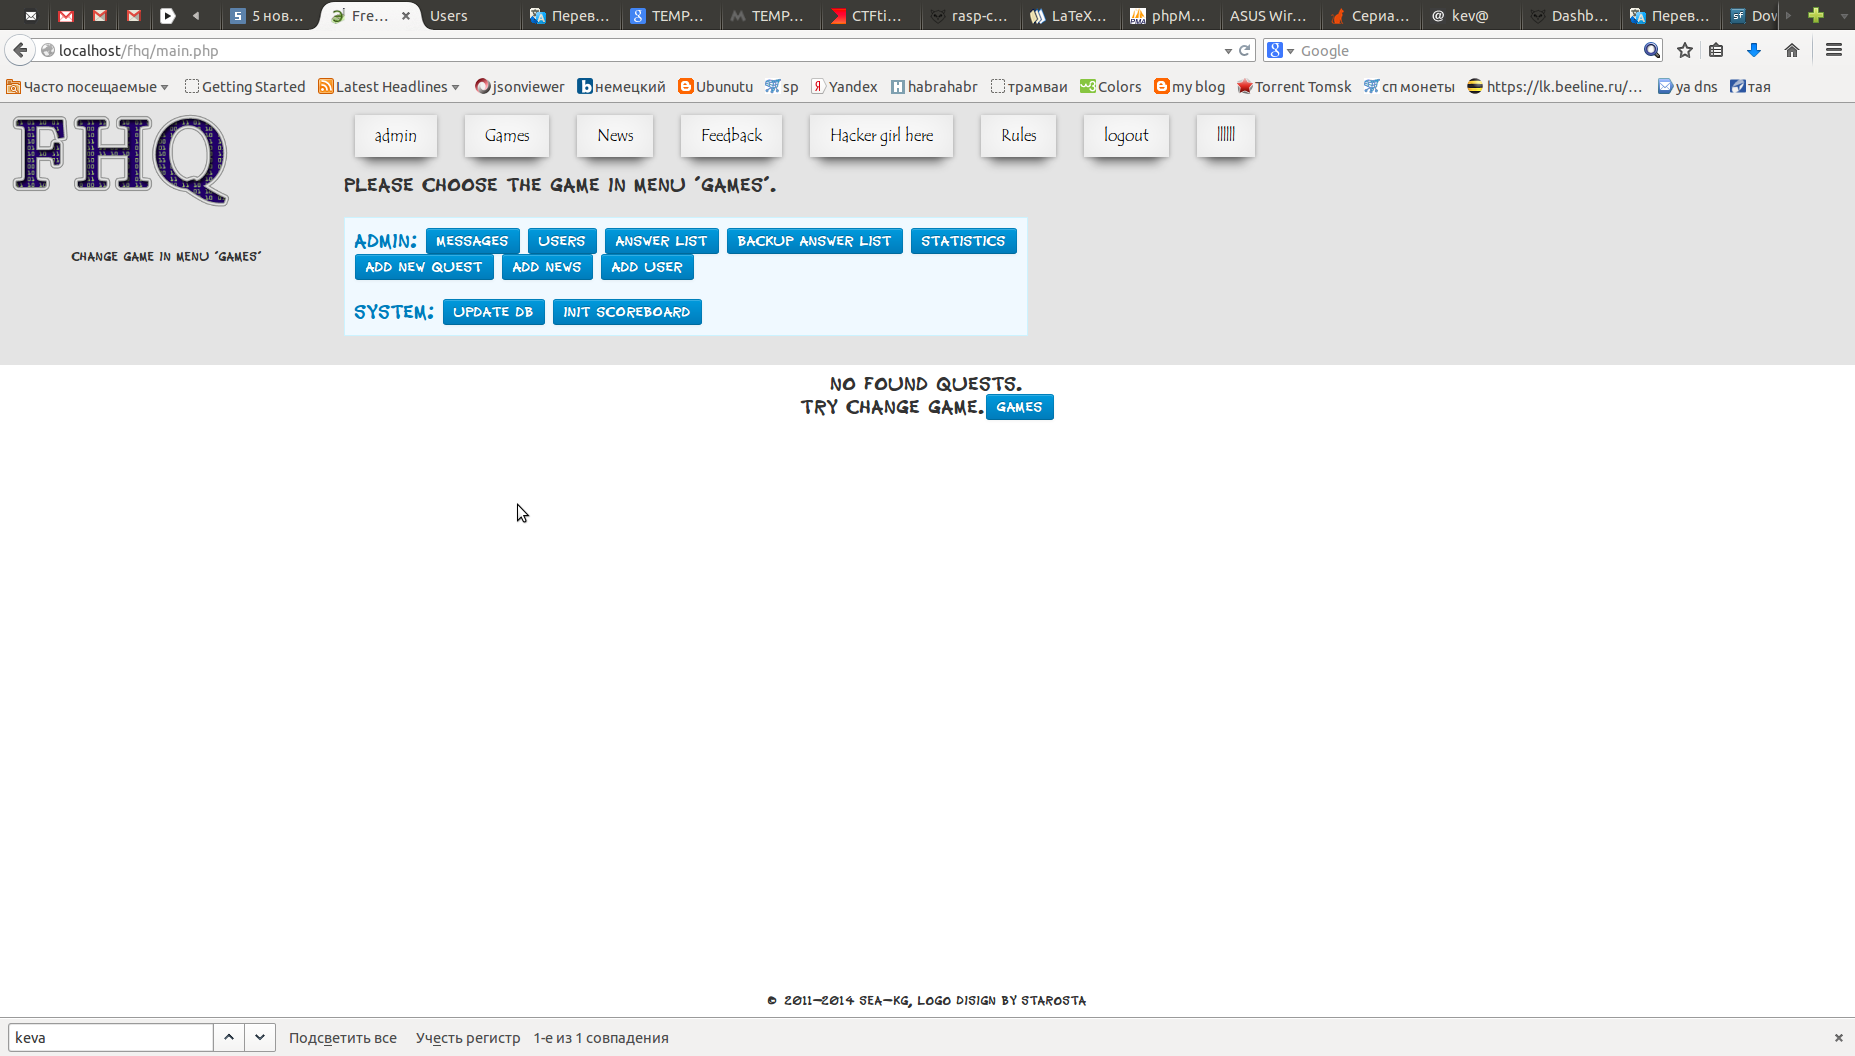 5 нов...
Fre...
Users
Перев...
TEMP...
TEMP...
CTFti...
rasp-c...
LaTeX...
phpM...
ASUS Wir...
Сериа...
kev@
Dashb...
Перев...
Dow
localhost/fhq/main.php
Google
Часто посещаемые
Getting Started
Latest Headlines
jsonviewer
немецкий
Ubunutu
sp
Yandex
habrahabr
трамваи
Colors
my blog
Torrent Tomsk
сп монеты
https://lk.beeline.ru/...
ya dns
тая
FHQ
admin
Games
News
Feedback
Hacker girl here
Rules
logout
llllll
PLEASE CHOOSE THE GAME IN MENU 'GAMES'.
CHANGE GAME IN MENU 'GAMES'
ADMIN: MESSAGES USERS ANSWER LIST BACKUP ANSWER LIST STATISTICS
ADD NEW QUEST ADD NEWS ADD USER
SYSTEM: UPDATE DB INIT SCOREBOARD
NO FOUND QUESTS.
TRY CHANGE GAME. GAMES
© 2011-2014 SEA-KG, LOGO DISIGN BY STAROSTA
keva
Подсветить все
Учесть регистр
1-е из 1 совпадения